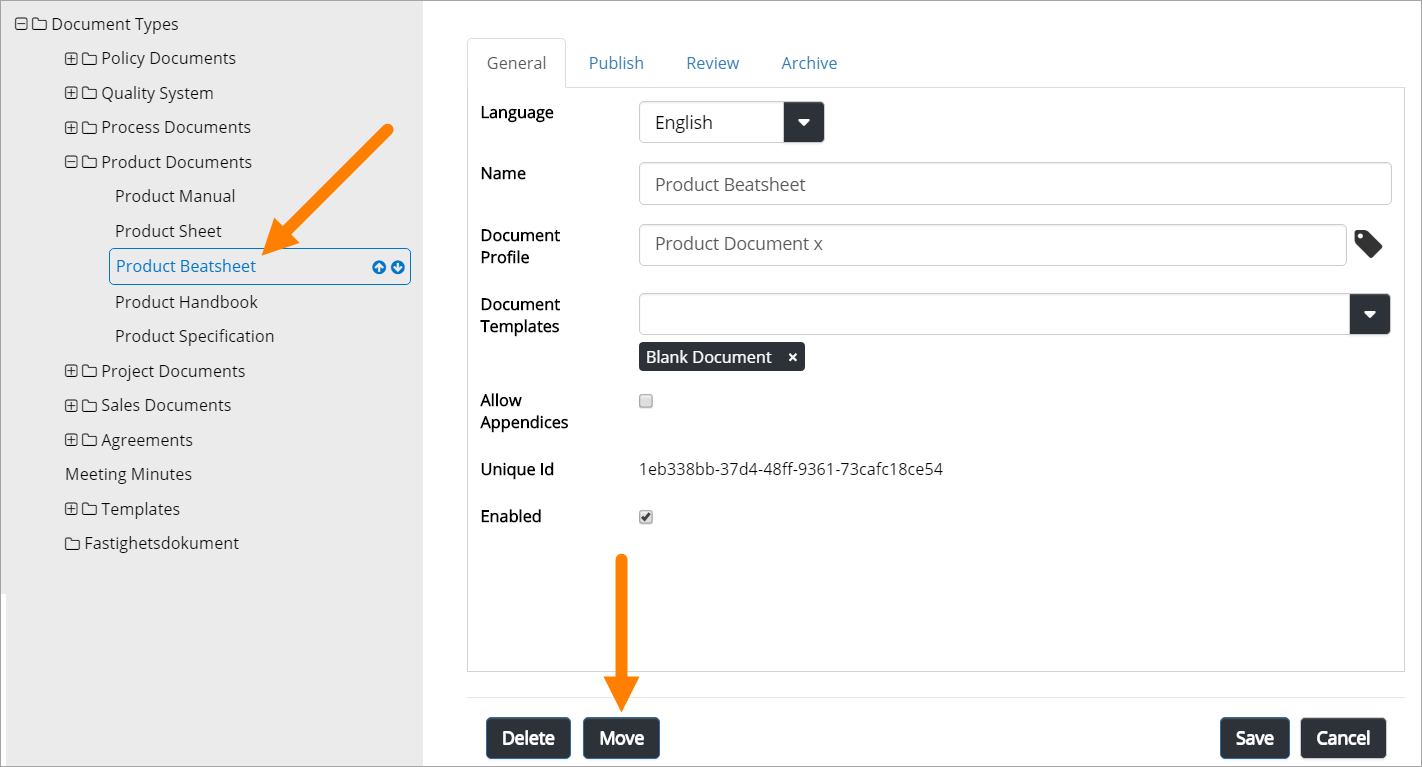 Document Types
Policy Documents
Quality System
Process Documents
Product Documents
Product Manual
Product Sheet
Product Beatsheet
Product Handbook
Product Specification
Project Documents
Sales Documents
Agreements
Meeting Minutes
Templates
Fastighetsdokument
General Publish Review Archive
Language
English
Name
Product Beatsheet
Document
Profile
Product Document x
Document
Templates
Blank Document ×
Allow
Appendices
Unique Id
1eb338bb-37d4-48ff-9361-73cafc18ce54
Enabled
Delete Move Save Cancel